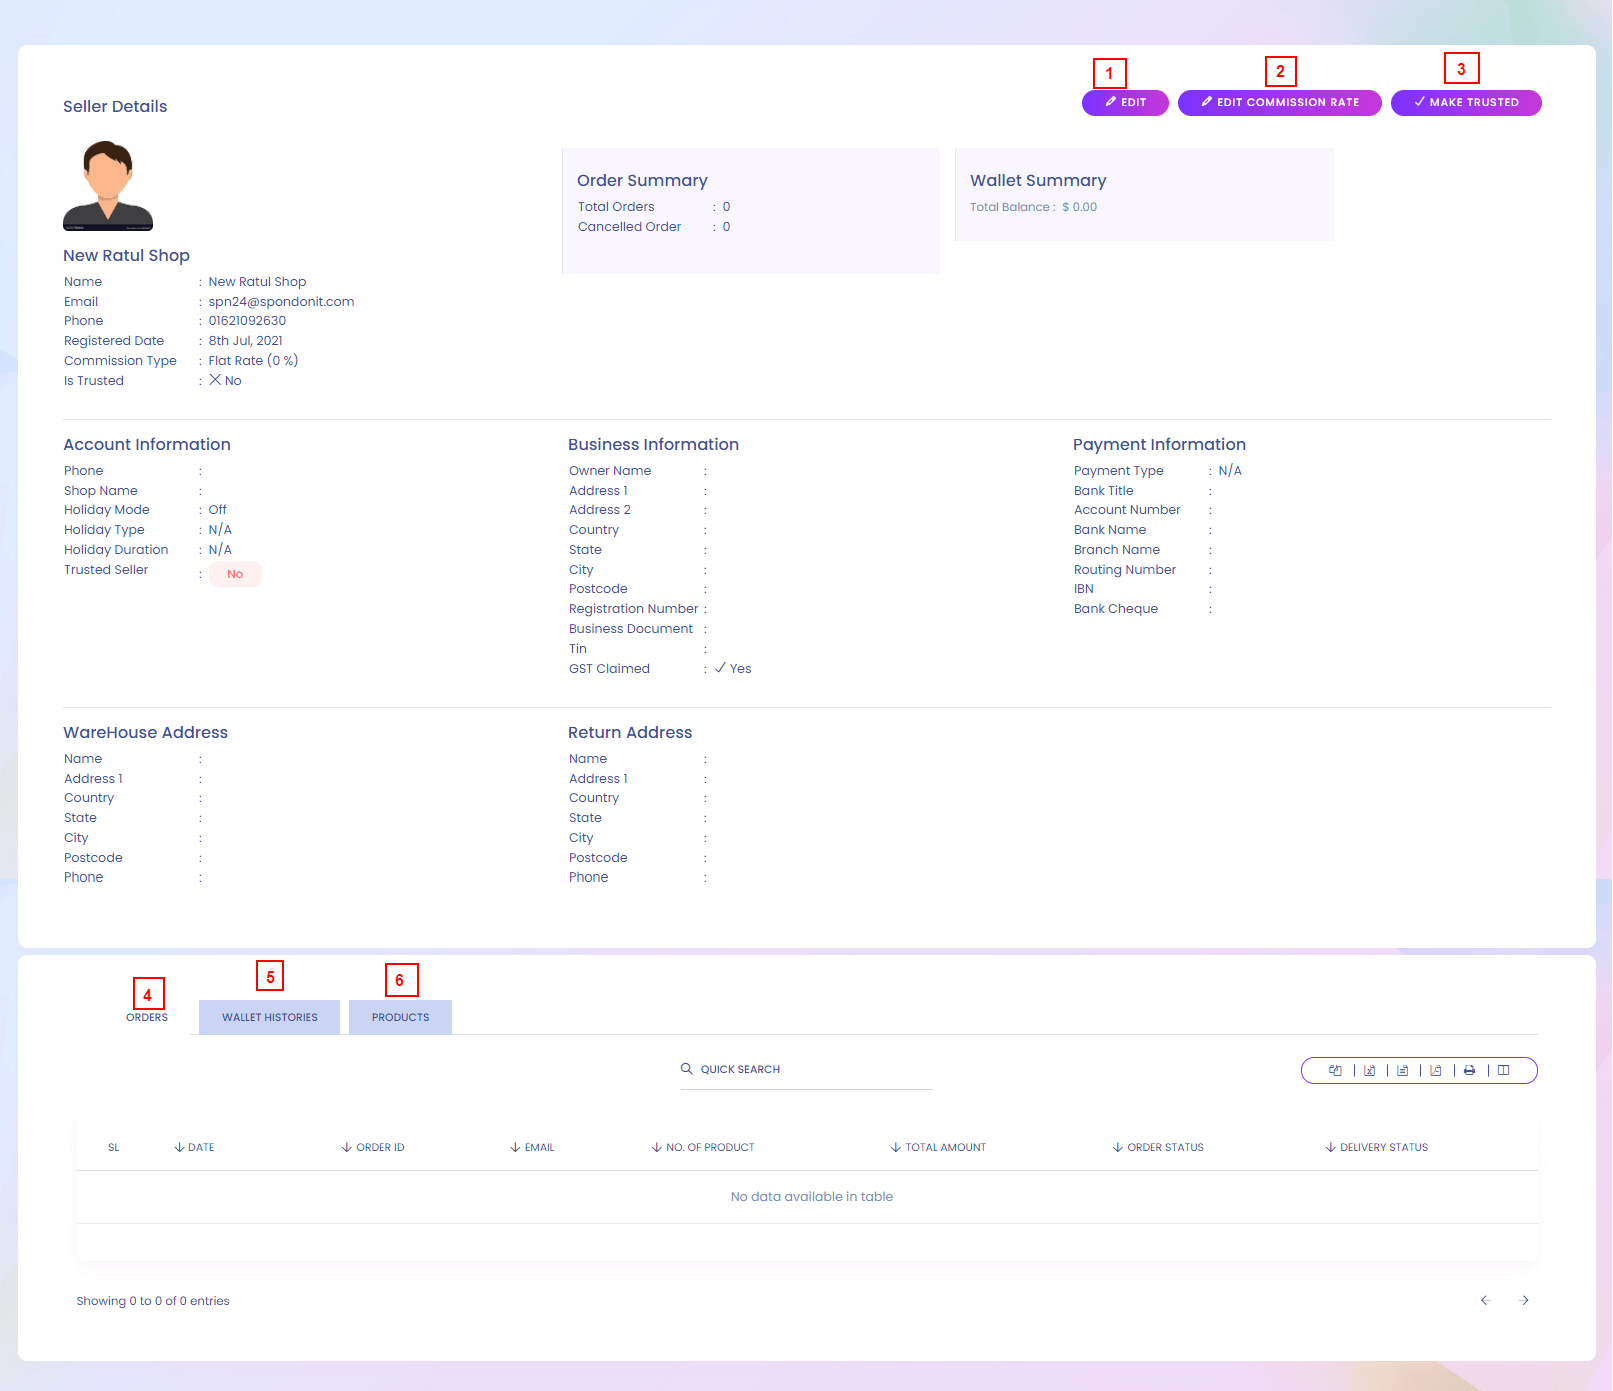 1
2
3
Seller Details
EDIT
EDIT COMMISSION RATE
MAKE TRUSTED
Order Summary
Total Orders : 0
Cancelled Order : 0
Wallet Summary
Total Balance : $ 0.00
New Ratul Shop
Name : New Ratul Shop
Email : spn24@spondonit.com
Phone : 01621092630
Registered Date : 8th Jul, 2021
Commission Type : Flat Rate (0 %)
Is Trusted : No
Account Information
Phone :
Shop Name :
Holiday Mode : Off
Holiday Type : N/A
Holiday Duration : N/A
Trusted Seller : No
Business Information
Owner Name :
Address 1 :
Address 2 :
Country :
State :
City :
Postcode :
Registration Number :
Business Document :
Tin :
GST Claimed : Yes
Payment Information
Payment Type : N/A
Bank Title :
Account Number :
Bank Name :
Branch Name :
Routing Number :
IBN :
Bank Cheque :
WareHouse Address
Name :
Address 1 :
Country :
State :
City :
Postcode :
Phone :
Return Address
Name :
Address 1 :
Country :
State :
City :
Postcode :
Phone :
4
5
6
ORDERS
WALLET HISTORIES
PRODUCTS
QUICK SEARCH
SL DATE ORDER ID EMAIL NO. OF PRODUCT TOTAL AMOUNT ORDER STATUS DELIVERY STATUS
No data available in table
Showing 0 to 0 of 0 entries